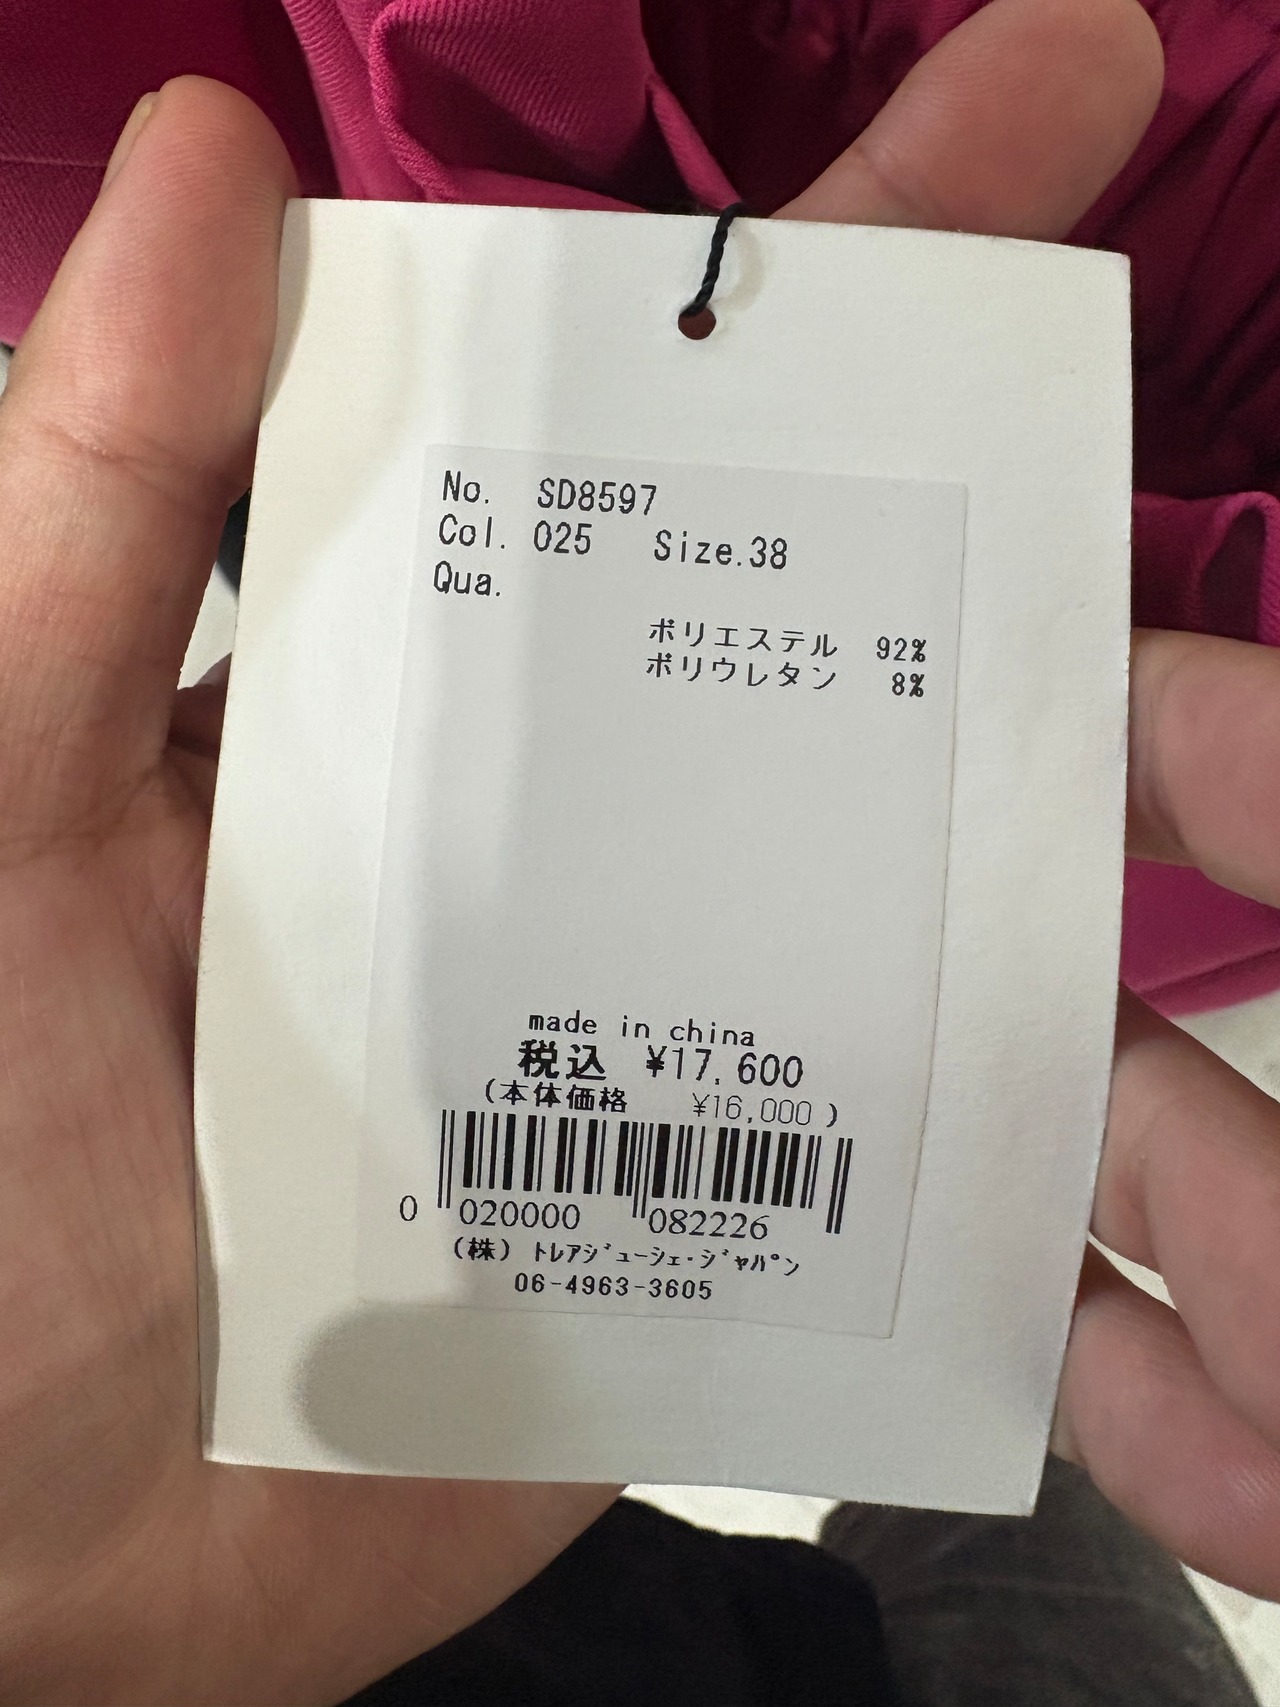 No. SD8597
Col. 025 Size.38
Qua.
ポリエステル 92%
ポリウレタン 8%
made in china
税込 ¥17,600
(本体価格 ¥16,000)
0 020000 082226
(株) ﾄﾚｱｼﾞｭｰｼｪ･ｼﾞｬﾊﾟﾝ
06-4963-3605